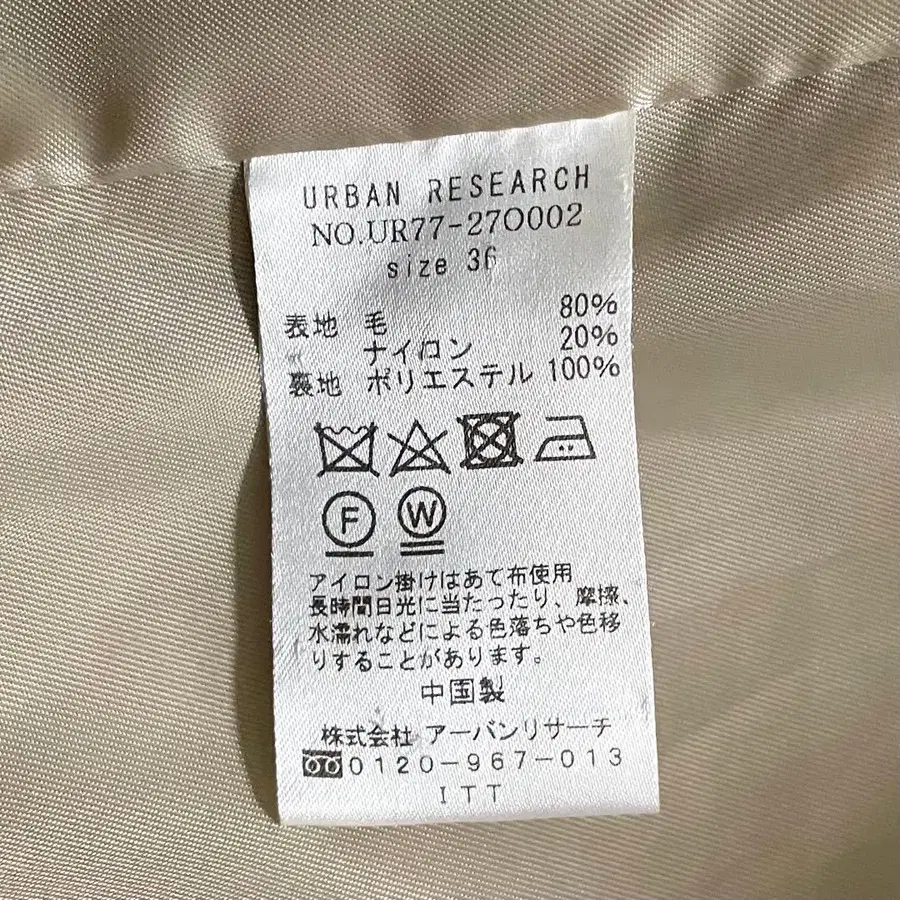 URBAN RESEARCH
NO.UR77-27O002
size 36
表地 毛 80%
ナイロン 20%
裏地 ポリエステル 100%
F W
アイロン掛けはあて布使用
長時間日光に当たったり、摩擦、
水濡れなどによる色落ちや色移
りすることがあります。
中国製
株式会社 アーバンリサーチ
0120-967-013
ITT